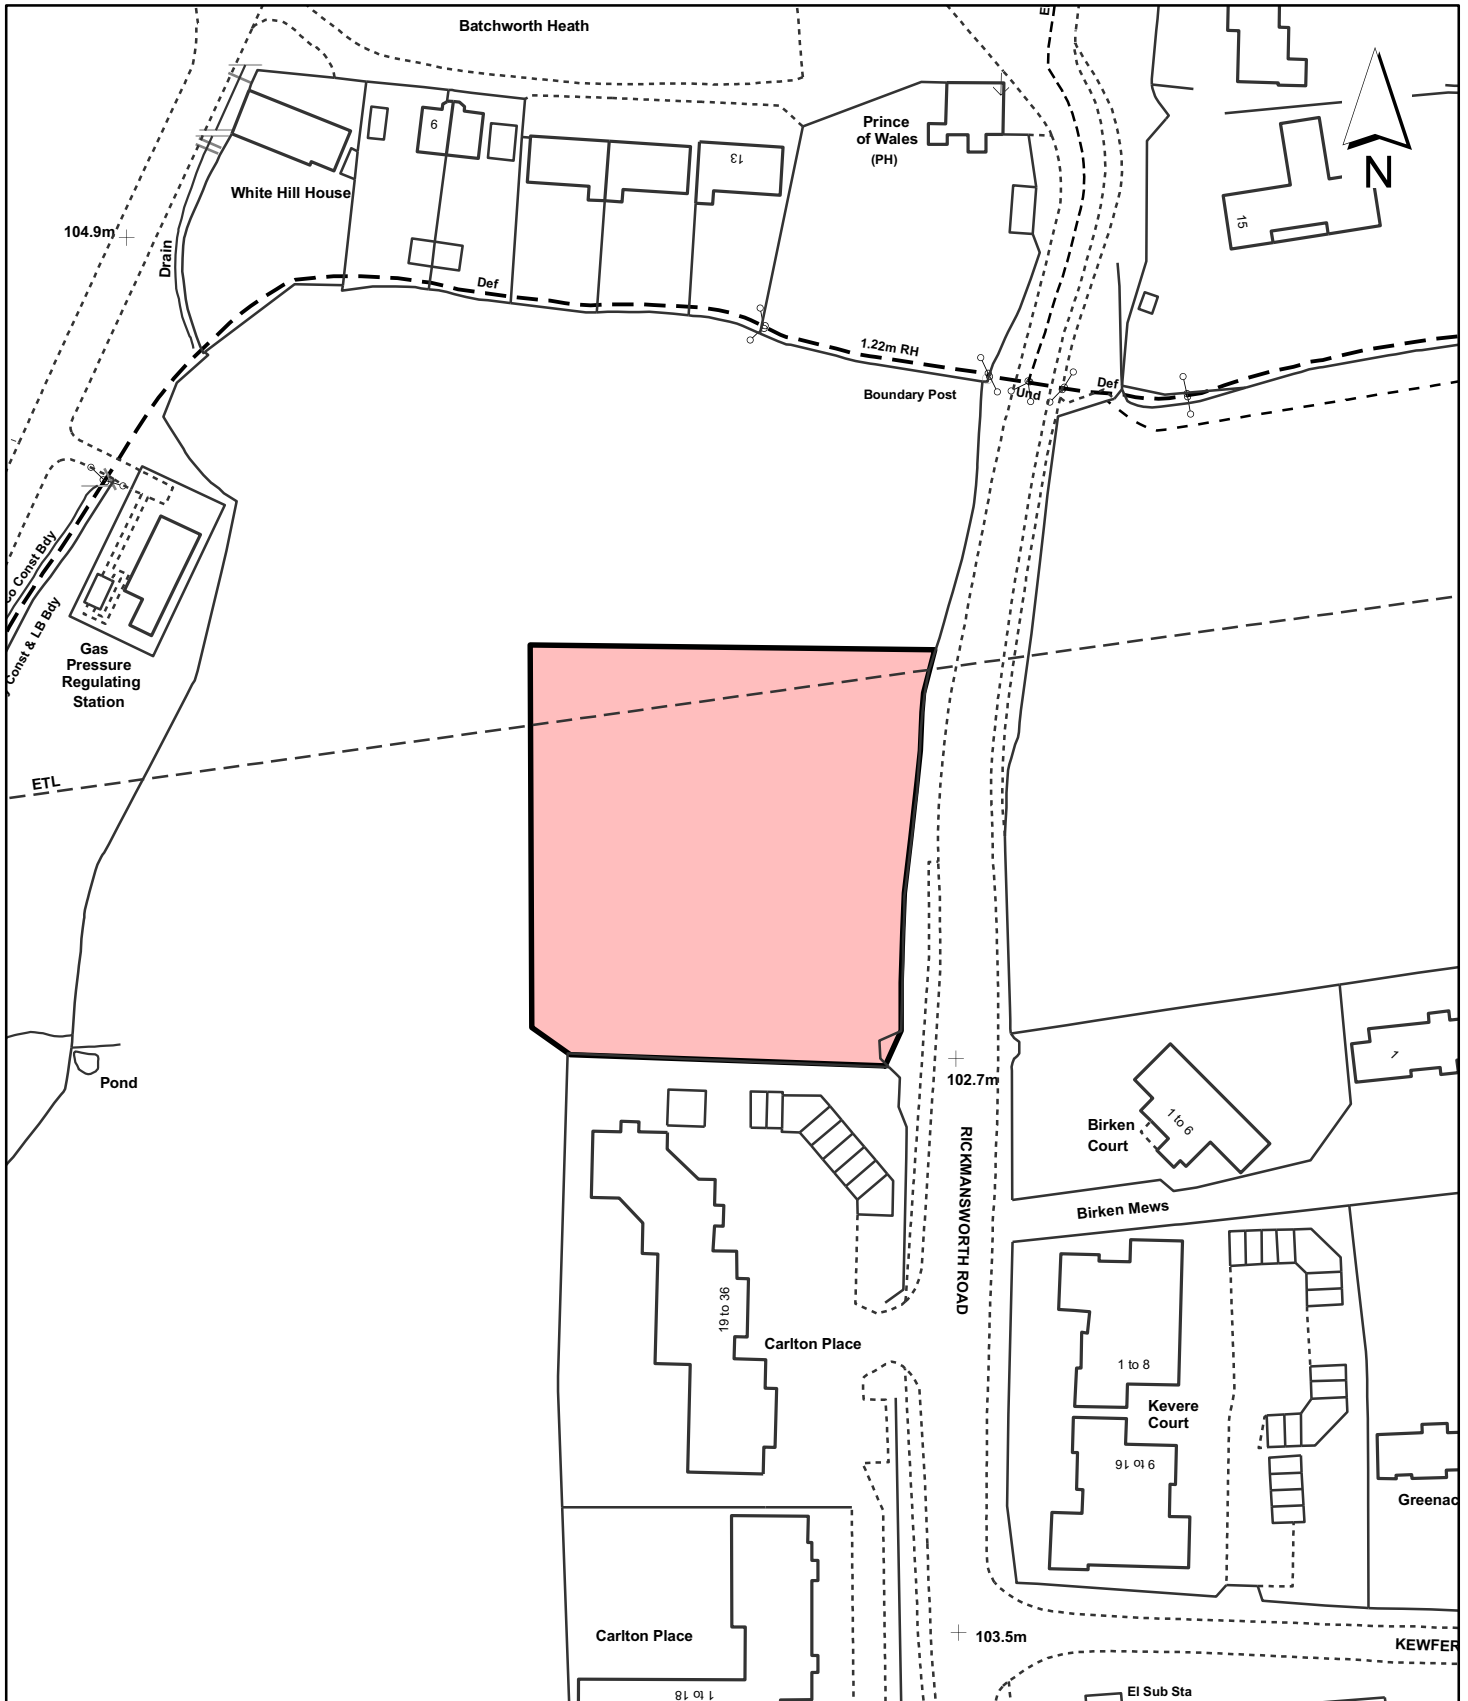 Batchworth Heath
Prince
of Wales
(PH)
N
6
13
White Hill House
15
104.9m
Drain
Def
1.22m RH
Boundary Post
Und
Def
Co Const Bdy
Const & LB Bdy
Gas
Pressure
Regulating
Station
ETL
Pond
102.7m
RICKMANSWORTH ROAD
Birken
Court
1 to 6
1
Birken Mews
19 to 36
Carlton Place
1 to 8
Kevere
Court
9 to 16
Greenac
Carlton Place
1 to 18
103.5m
KEWFER
El Sub Sta